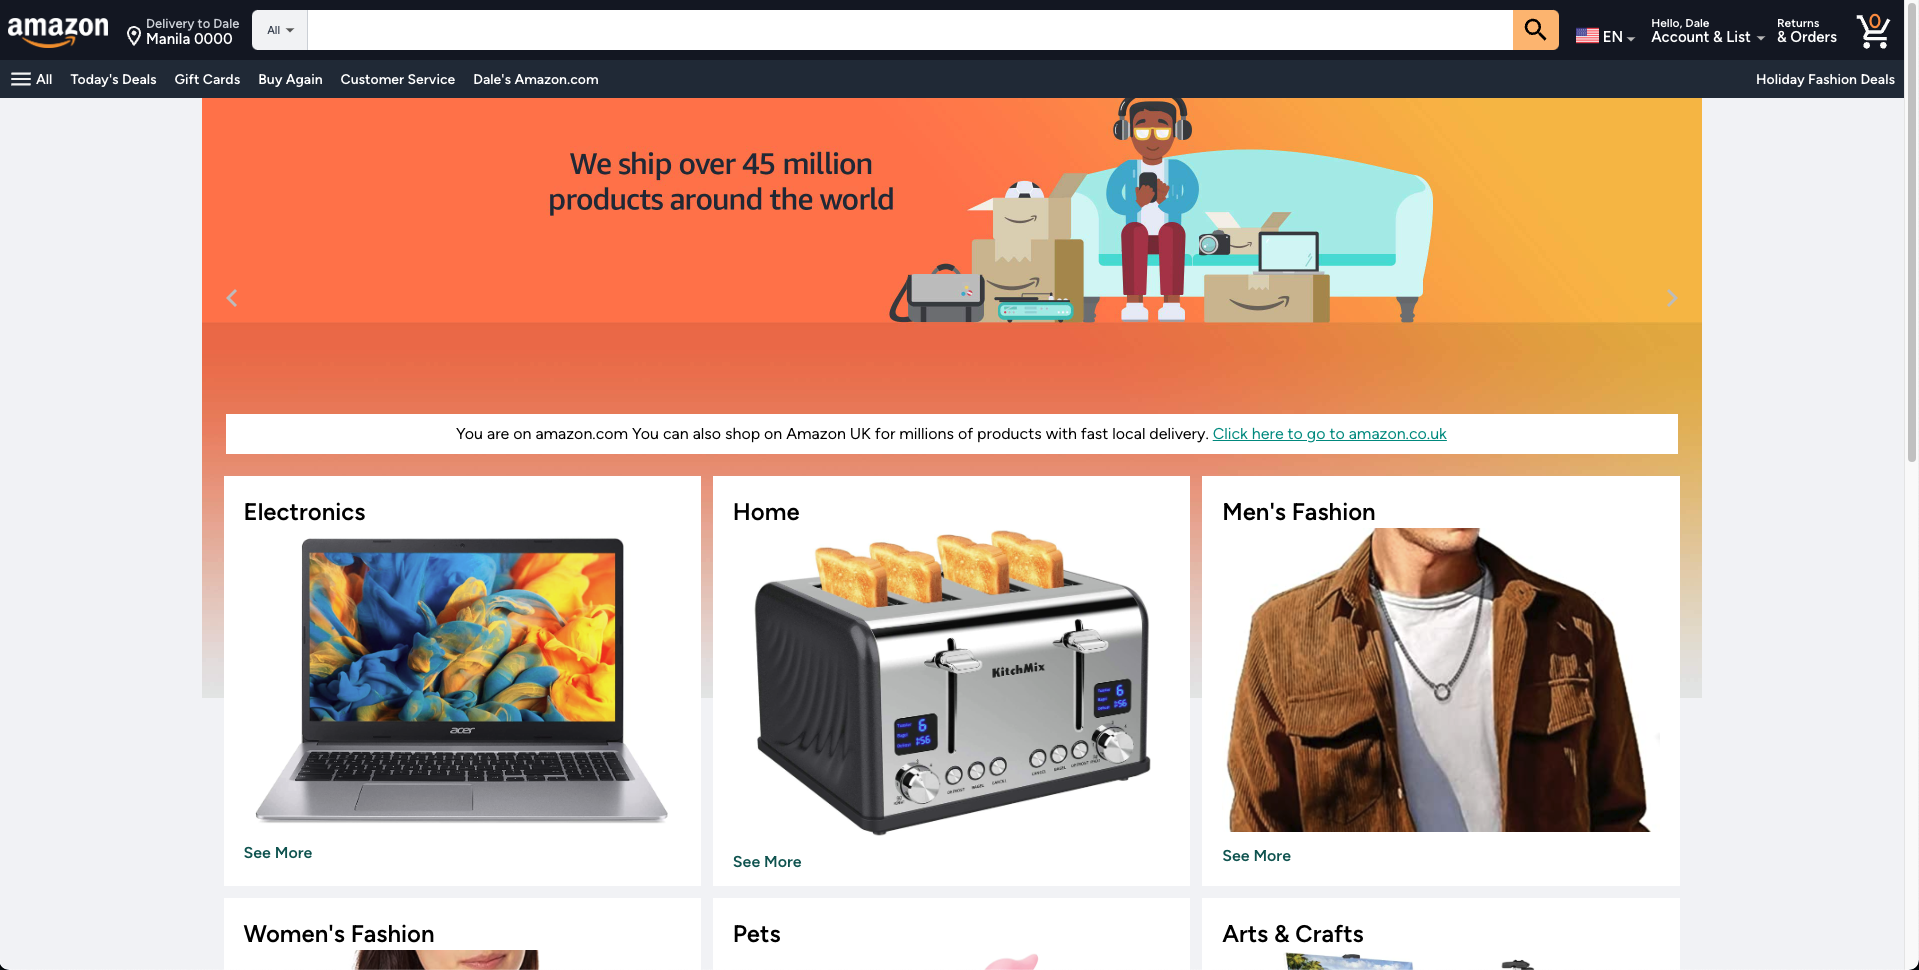 amazon
Delivery to Dale
Manila 0000
All
EN
Hello, Dale
Account & List
Returns
& Orders
0
All
Today's Deals
Gift Cards
Buy Again
Customer Service
Dale's Amazon.com
Holiday Fashion Deals
We ship over 45 million
products around the world
You are on amazon.com You can also shop on Amazon UK for millions of products with fast local delivery. Click here to go to amazon.co.uk
Electronics
Home
Men's Fashion
acer
KitchMix
6
:56
6
:56
See More
See More
See More
Women's Fashion
Pets
Arts & Crafts